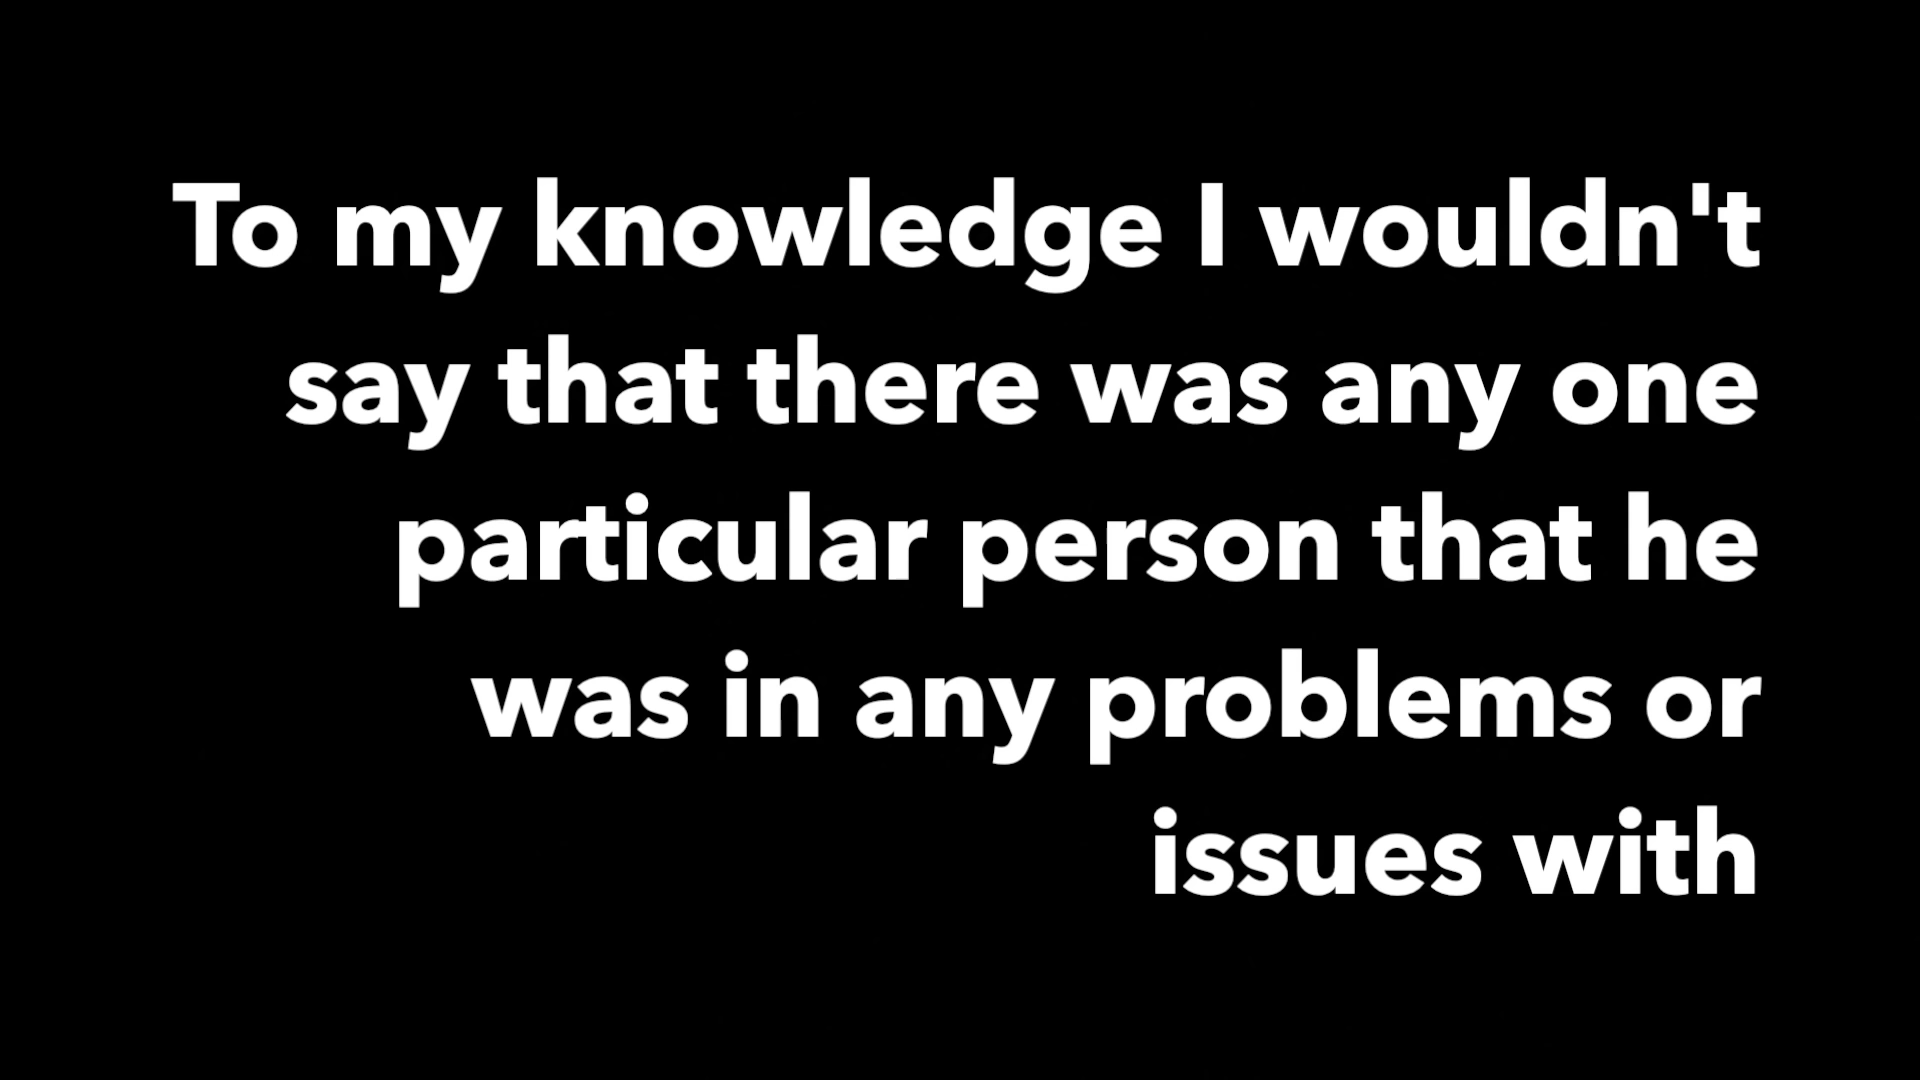 To my knowledge I wouldn't
say that there was any one
particular person that he
was in any problems or
issues with